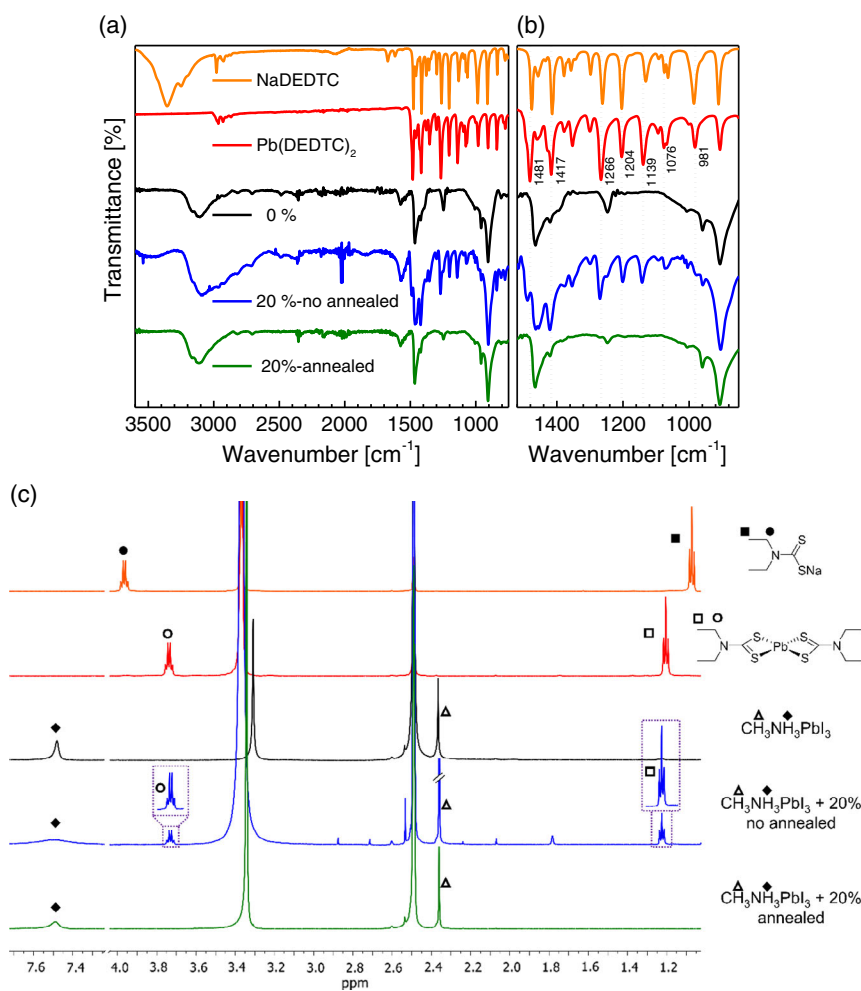 (a)
(b)
NaDEDTC
Pb(DEDTC)2
0 %
20 %-no annealed
20%-annealed
Transmittance [%]
1481
1417
1266
1204
1139
1076
981
3500 3000 2500 2000 1500 1000
1400 1200 1000
Wavenumber [cm-1]
Wavenumber [cm-1]
(c)
S
N
SNa
N
S
S
Pb
S
S
N
CH3NH3PbI3
CH3NH3PbI3 + 20%
no annealed
CH3NH3PbI3 + 20%
annealed
7.6 7.4 4.0 3.8 3.6 3.4 3.2 3.0 2.8 2.6 2.4 2.2 2.0 1.8 1.6 1.4 1.2
ppm